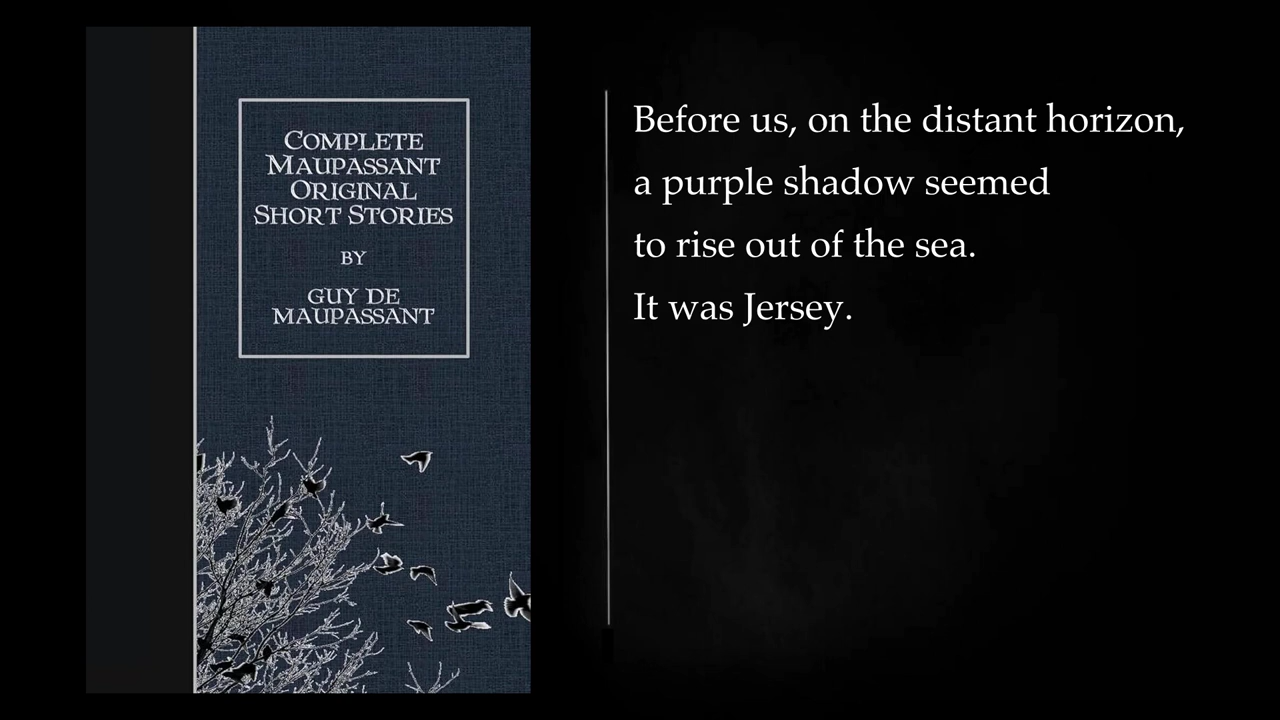 COMPLETE
MAUPASSANT
ORIGINAL
SHORT STORIES
BY
GUY DE
MAUPASSANT
Before us, on the distant horizon,
a purple shadow seemed
to rise out of the sea.
It was Jersey.